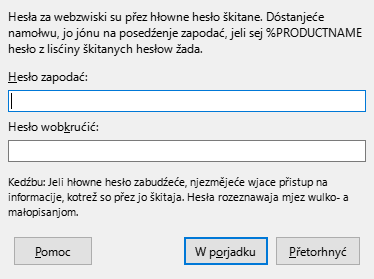 Hesła za webzwiski su přez hłowne hesło škitane. Dóstanjeće
namołwu, jo jónu na posedźenje zapodać, jeli sej %PRODUCTNAME
hesło z lisćiny škitanych hesłow žada.
Hesło zapodać:
Hesło wobkrućić:
Kedźbu: Jeli hłowne hesło zabudźeće, njezmějeće wjace přistup na
informacije, kotrež so přez jo škitaja. Hesła rozeznawaja mjez wulko- a
małopisanjom.
Pomoc
W porjadku
Přetorhnyć